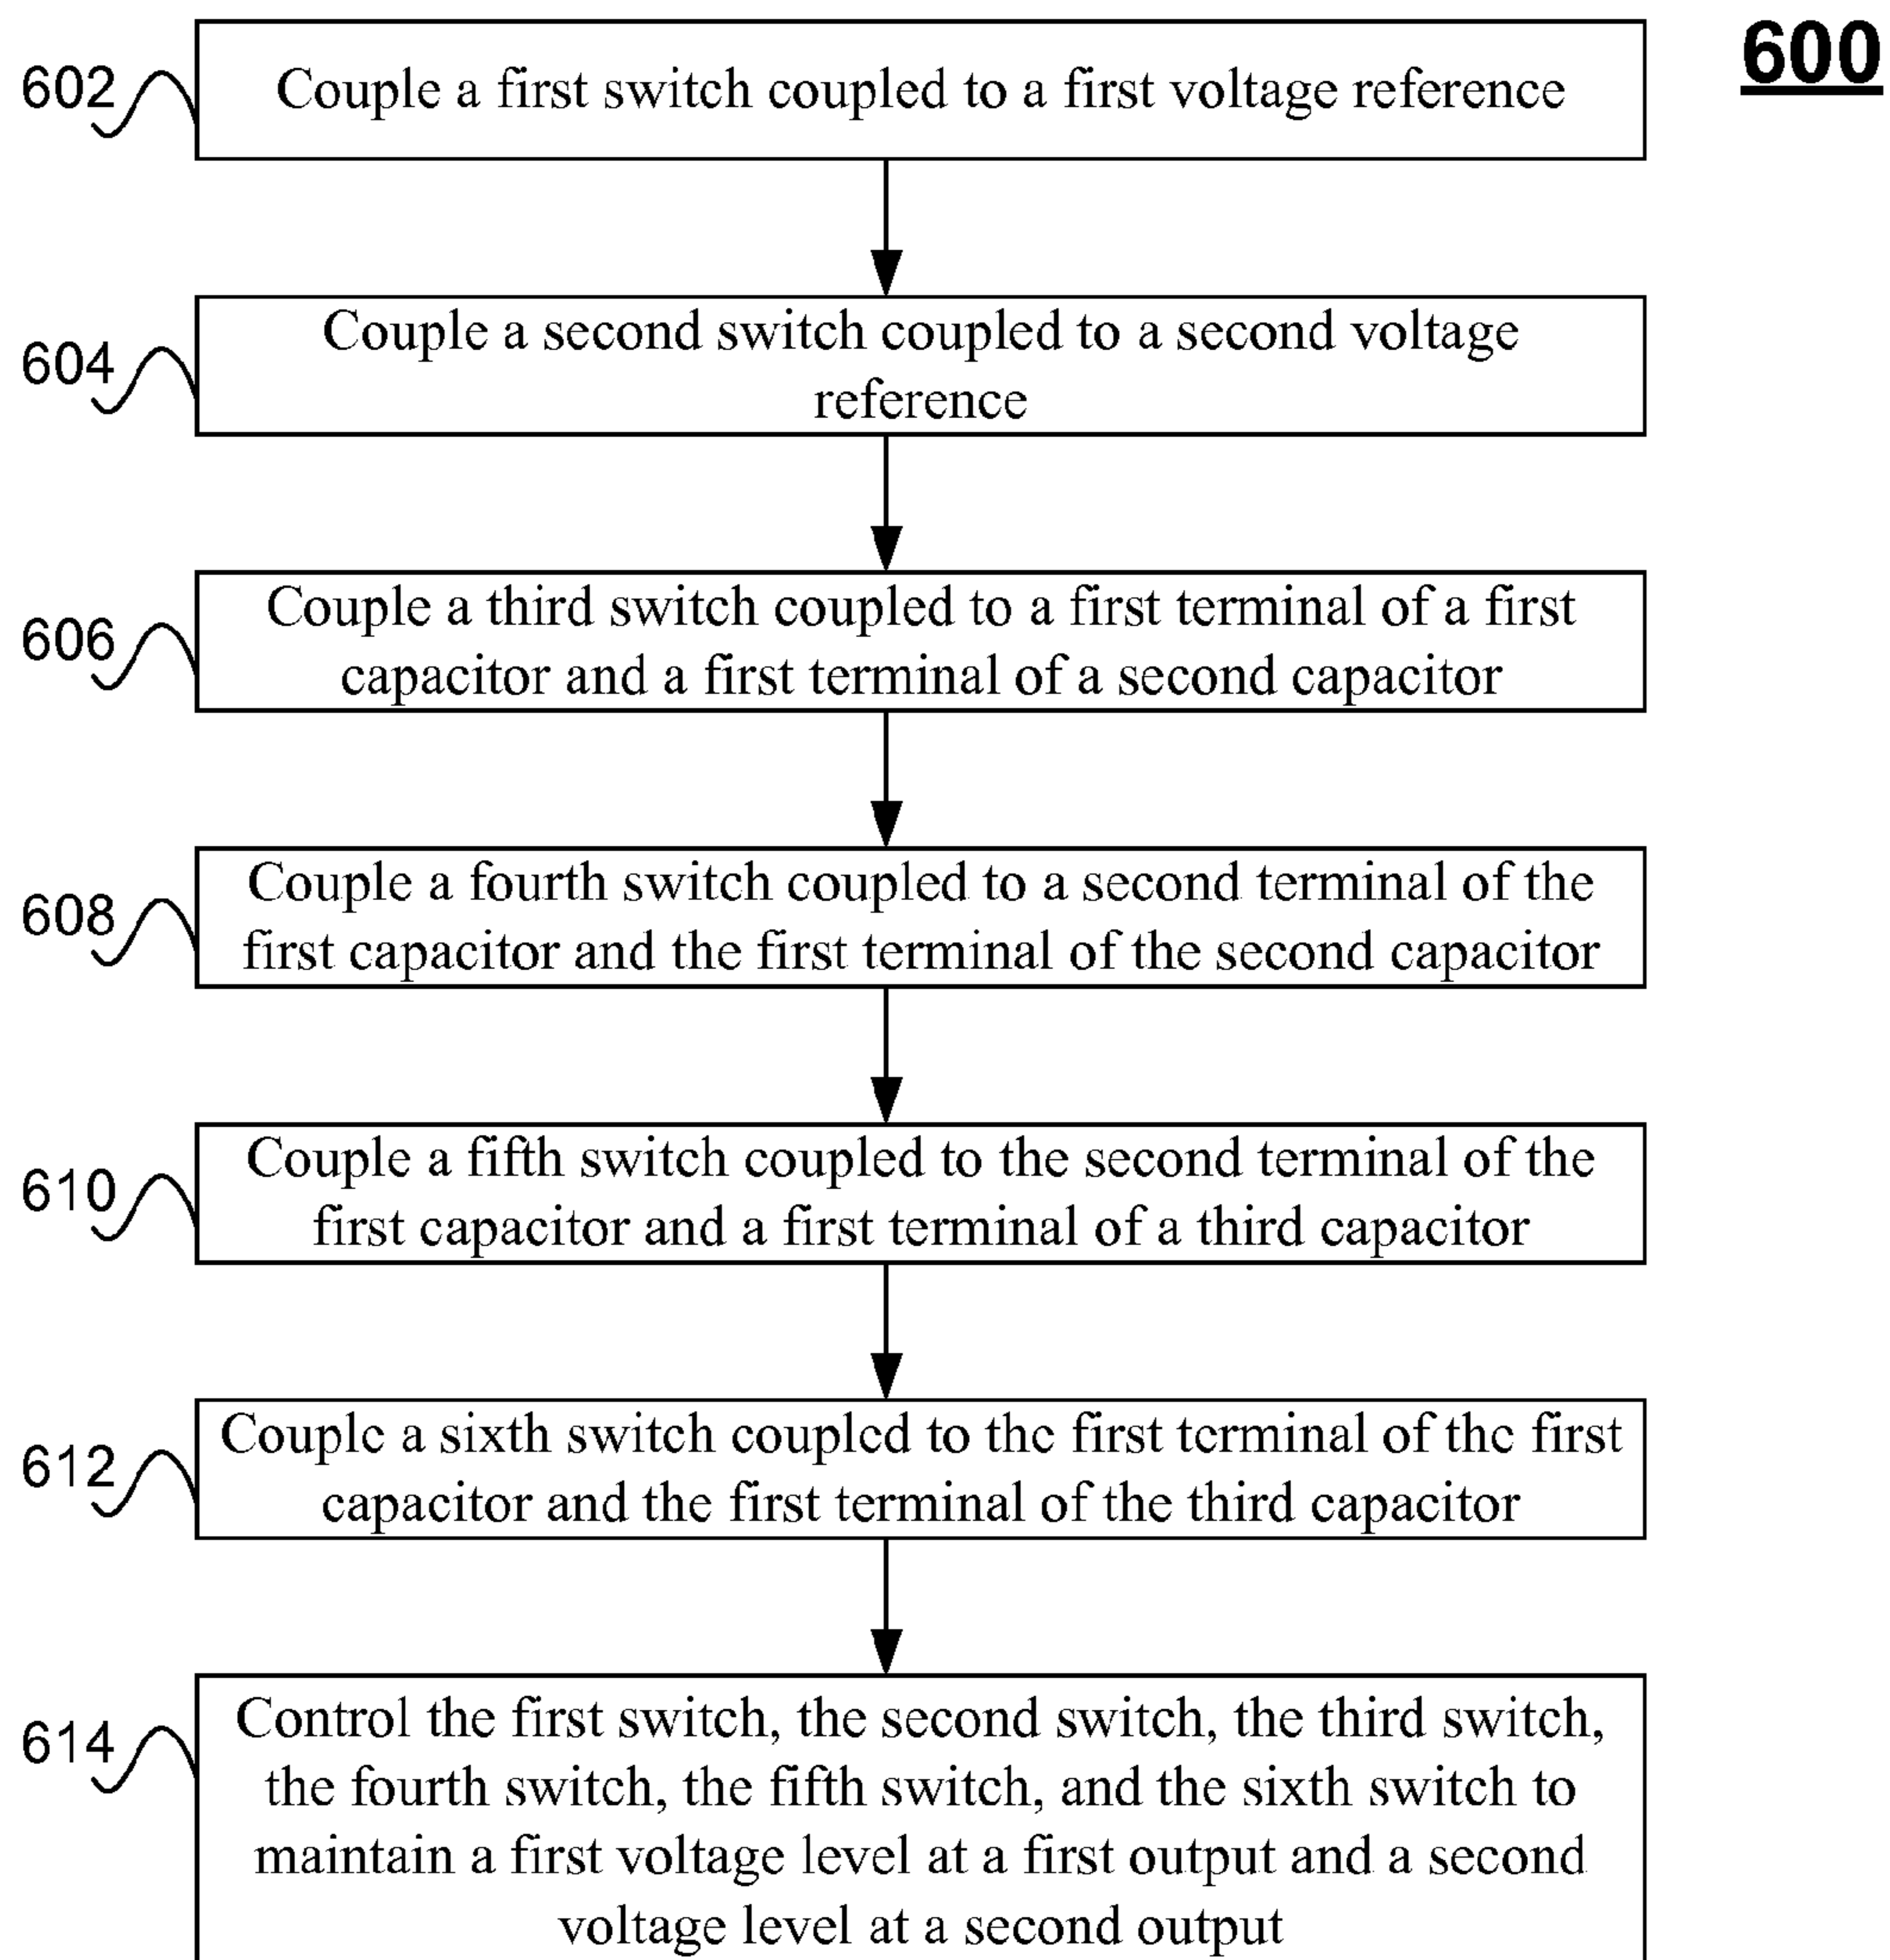 600
602
Couple a first switch coupled to a first voltage reference
604
Couple a second switch coupled to a second voltage
reference
606
Couple a third switch coupled to a first terminal of a first
capacitor and a first terminal of a second capacitor
608
Couple a fourth switch coupled to a second terminal of the
first capacitor and the first terminal of the second capacitor
610
Couple a fifth switch coupled to the second terminal of the
first capacitor and a first terminal of a third capacitor
612
Couple a sixth switch coupled to the first terminal of the first
capacitor and the first terminal of the third capacitor
614
Control the first switch, the second switch, the third switch,
the fourth switch, the fifth switch, and the sixth switch to
maintain a first voltage level at a first output and a second
voltage level at a second output